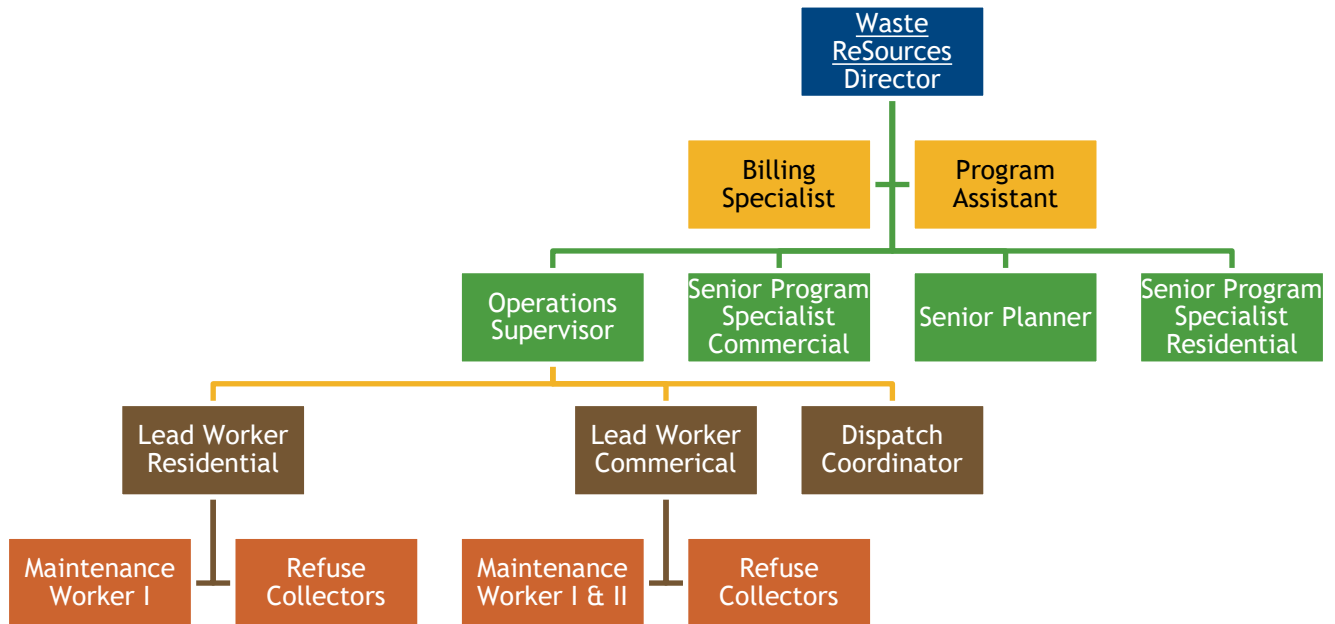 Waste
ReSources
Director
Billing
Specialist
Program
Assistant
Operations
Supervisor
Senior Program
Specialist
Commercial
Senior Planner
Senior Program
Specialist
Residential
Lead Worker
Residential
Lead Worker
Commerical
Dispatch
Coordinator
Maintenance
Worker I
Refuse
Collectors
Maintenance
Worker I & II
Refuse
Collectors